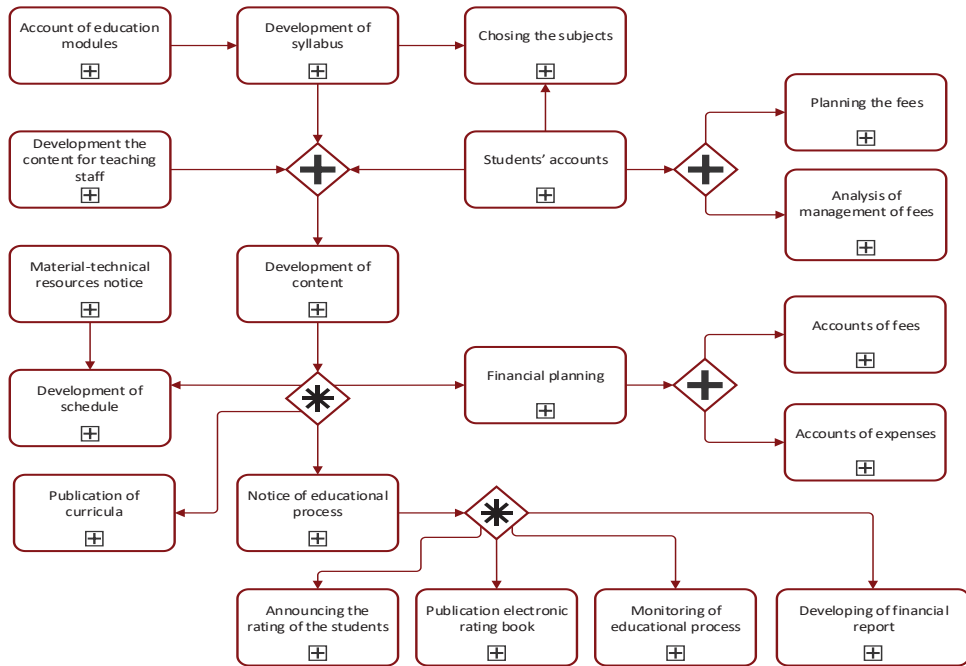 Account of education
modules
Development of
syllabus
Chosing the subjects
Planning the fees
Development the
content for teaching
staff
Students' accounts
Analysis of
management of fees
Material-technical
resources notice
Development of
content
Accounts of fees
Development of
schedule
Financial planning
Accounts of expenses
Publication of
curricula
Notice of educational
process
Announcing the
rating of the students
Publication electronic
rating book
Monitoring of
educational process
Developing of financial
report